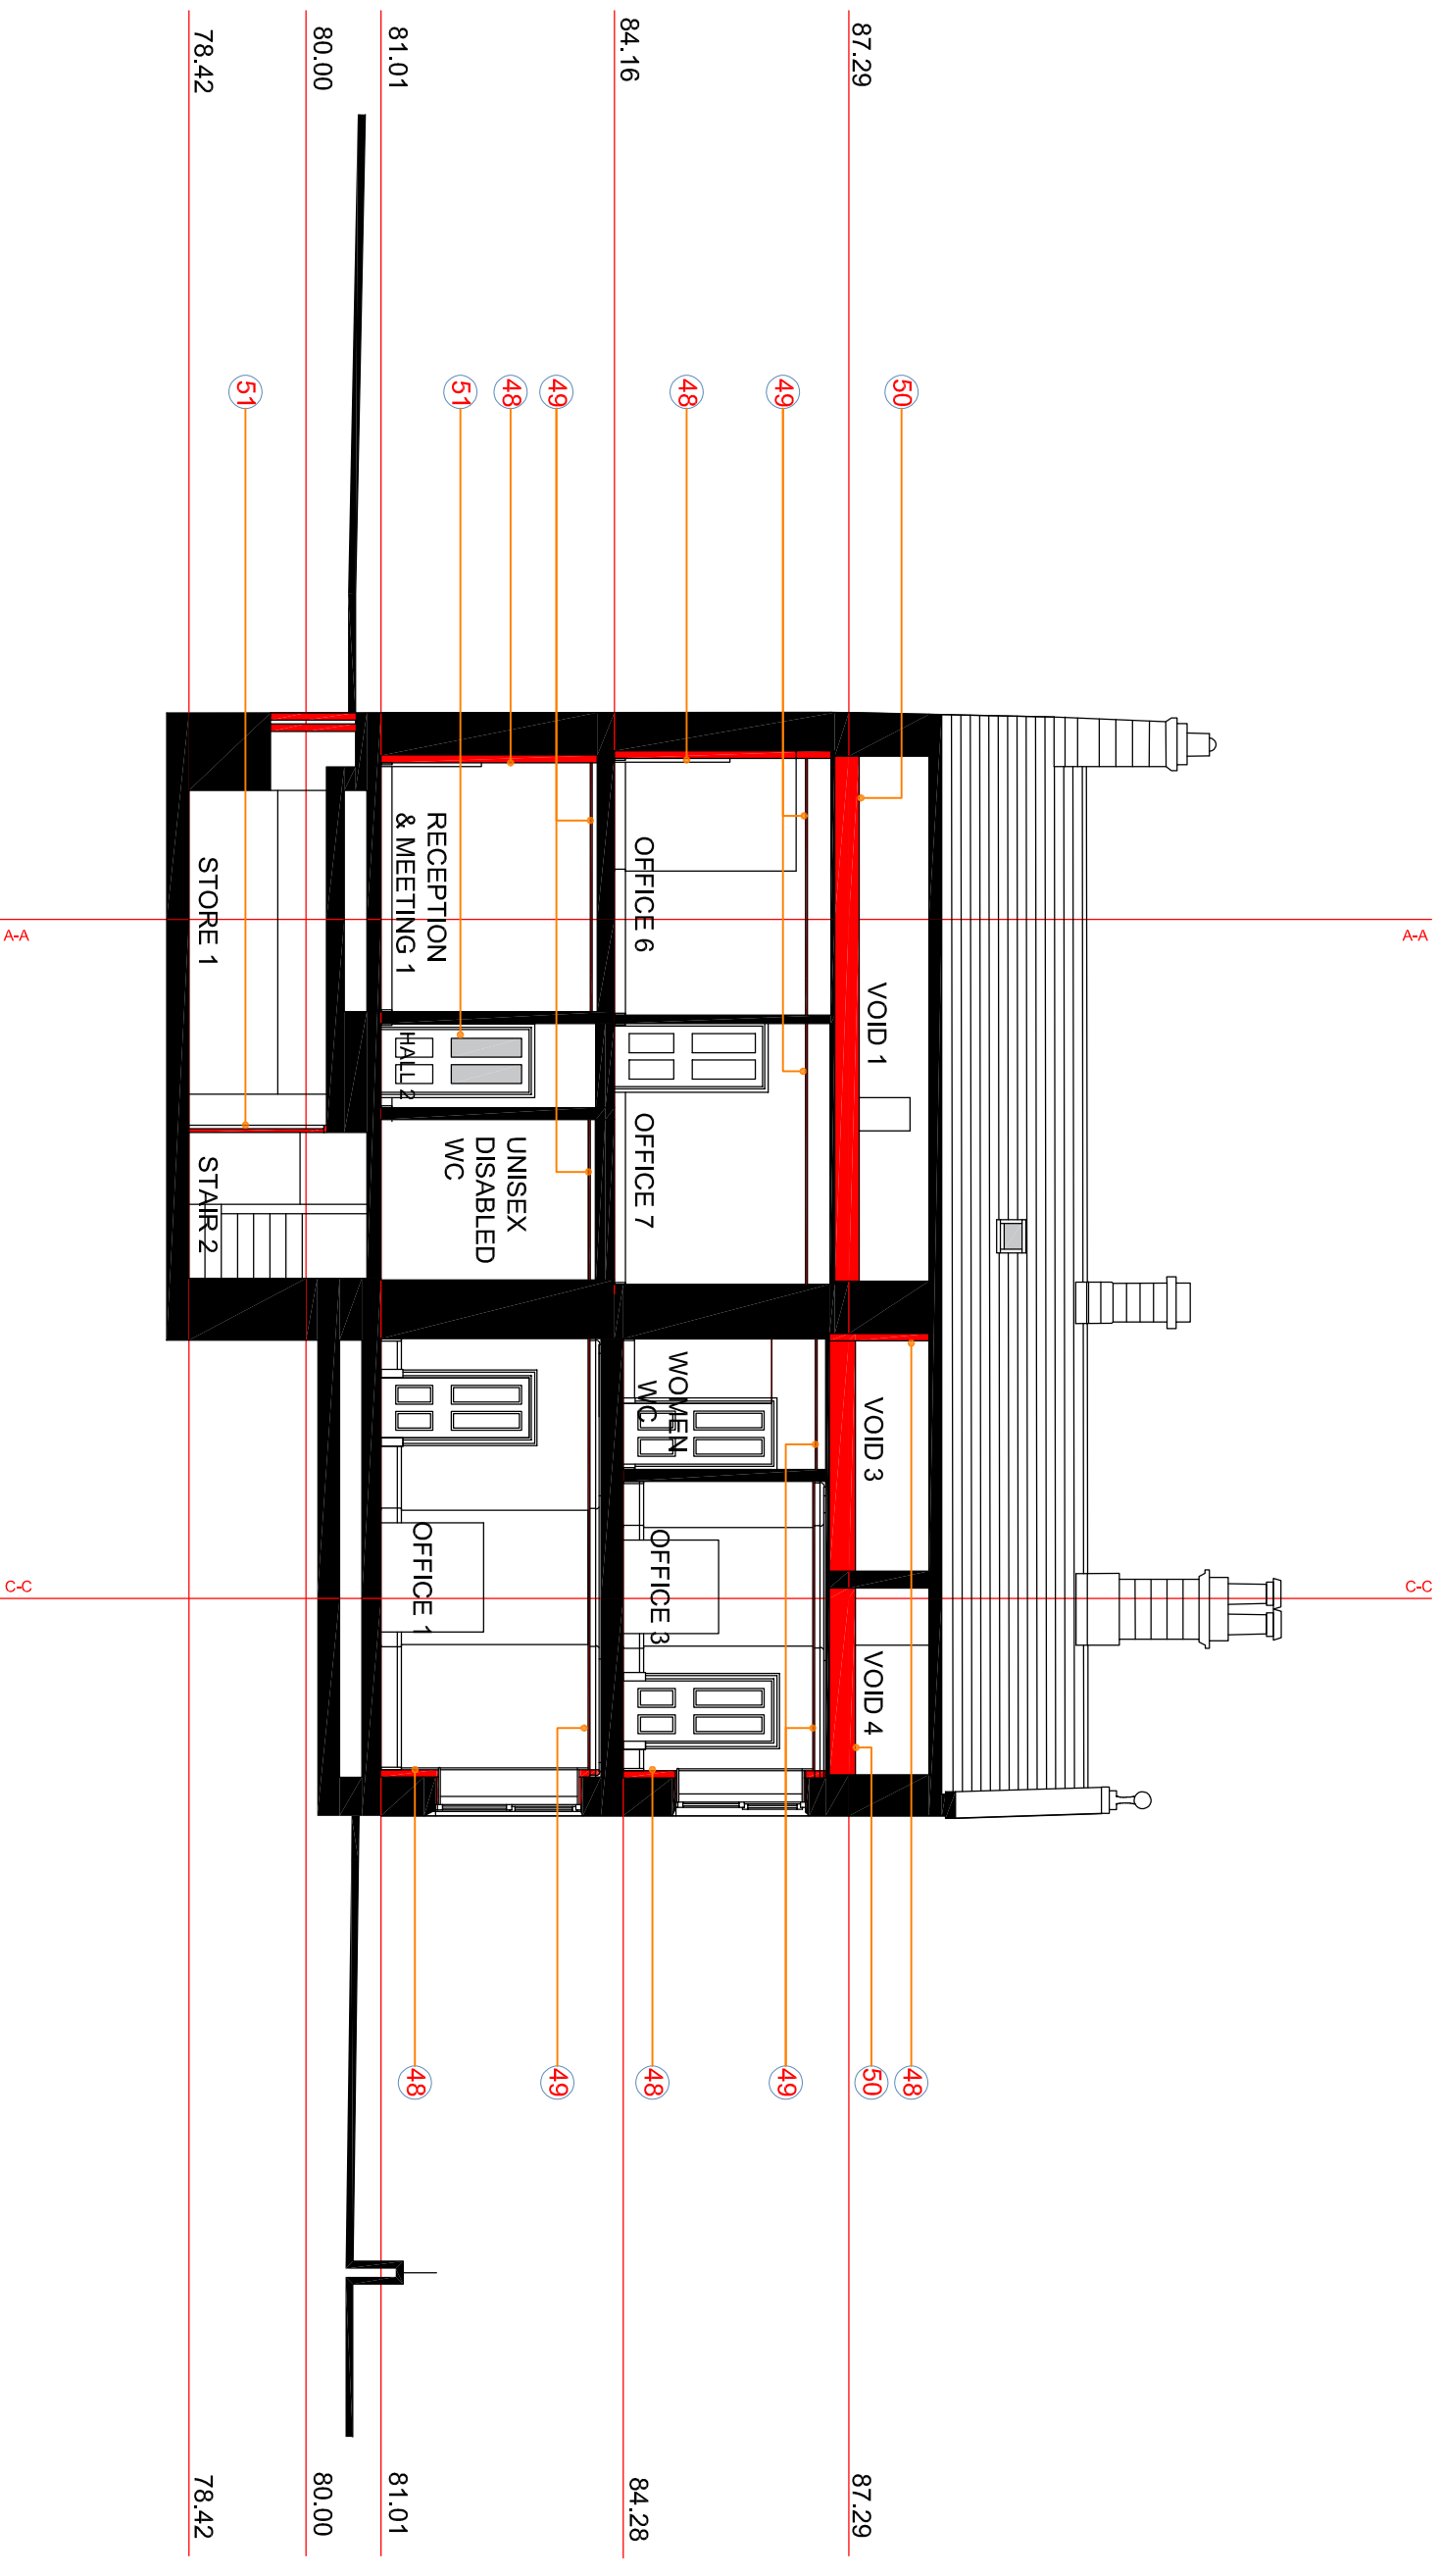 A-A
C-C
50
48
87.29
VOID 1
VOID 3
VOID 4
87.29
50
49
49
48
OFFICE 6
OFFICE 7
WOMEN
WC
OFFICE 3
48
84.16
84.28
49
48
51
RECEPTION
& MEETING 1
HALL 2
UNISEX
DISABLED
WC
OFFICE 1
49
48
81.01
81.01
80.00
80.00
51
STORE 1
STAIR 2
78.42
78.42
A-A
C-C